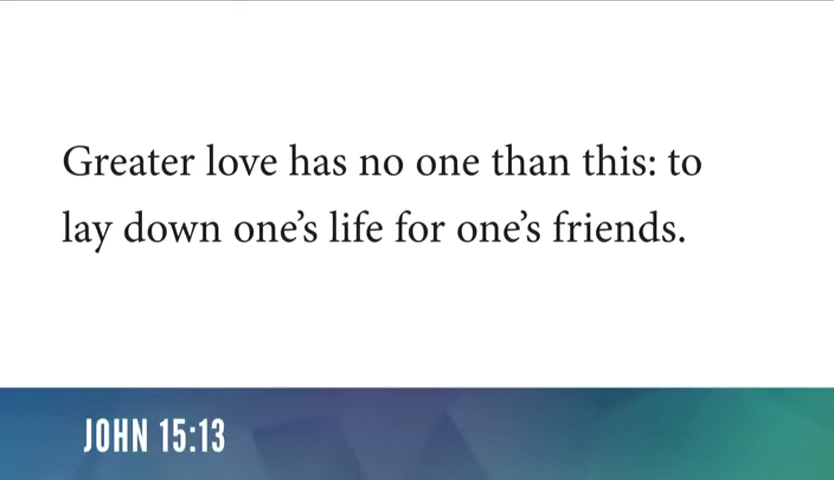 Greater love has no one than this: to
lay down one’s life for one’s friends.
JOHN 15:13